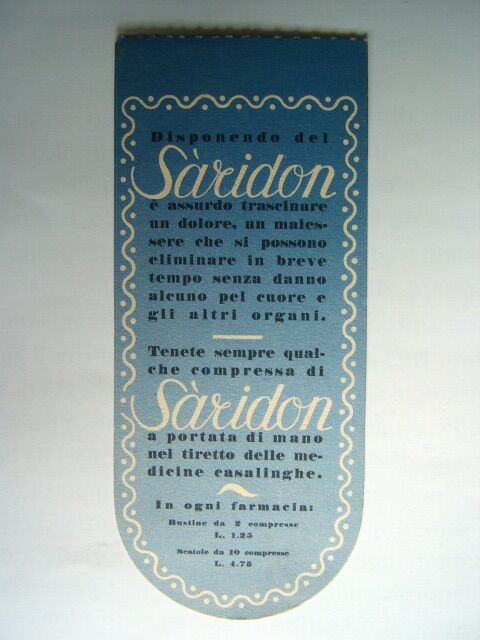 Disponendo del
Sàridon
è assurdo trascinare
un dolore, un males-
sere che si possono
eliminare in breve
tempo senza danno
alcuno pel cuore e
gli altri organi.
Tenete sempre qual-
che compressa di
Sàridon
a portata di mano
nel tiretto delle me-
dicine casalinghe.
In ogni farmacia:
Bustine da 2 compresse
L. 1.25
Scatole da 10 compresse
L. 4.75